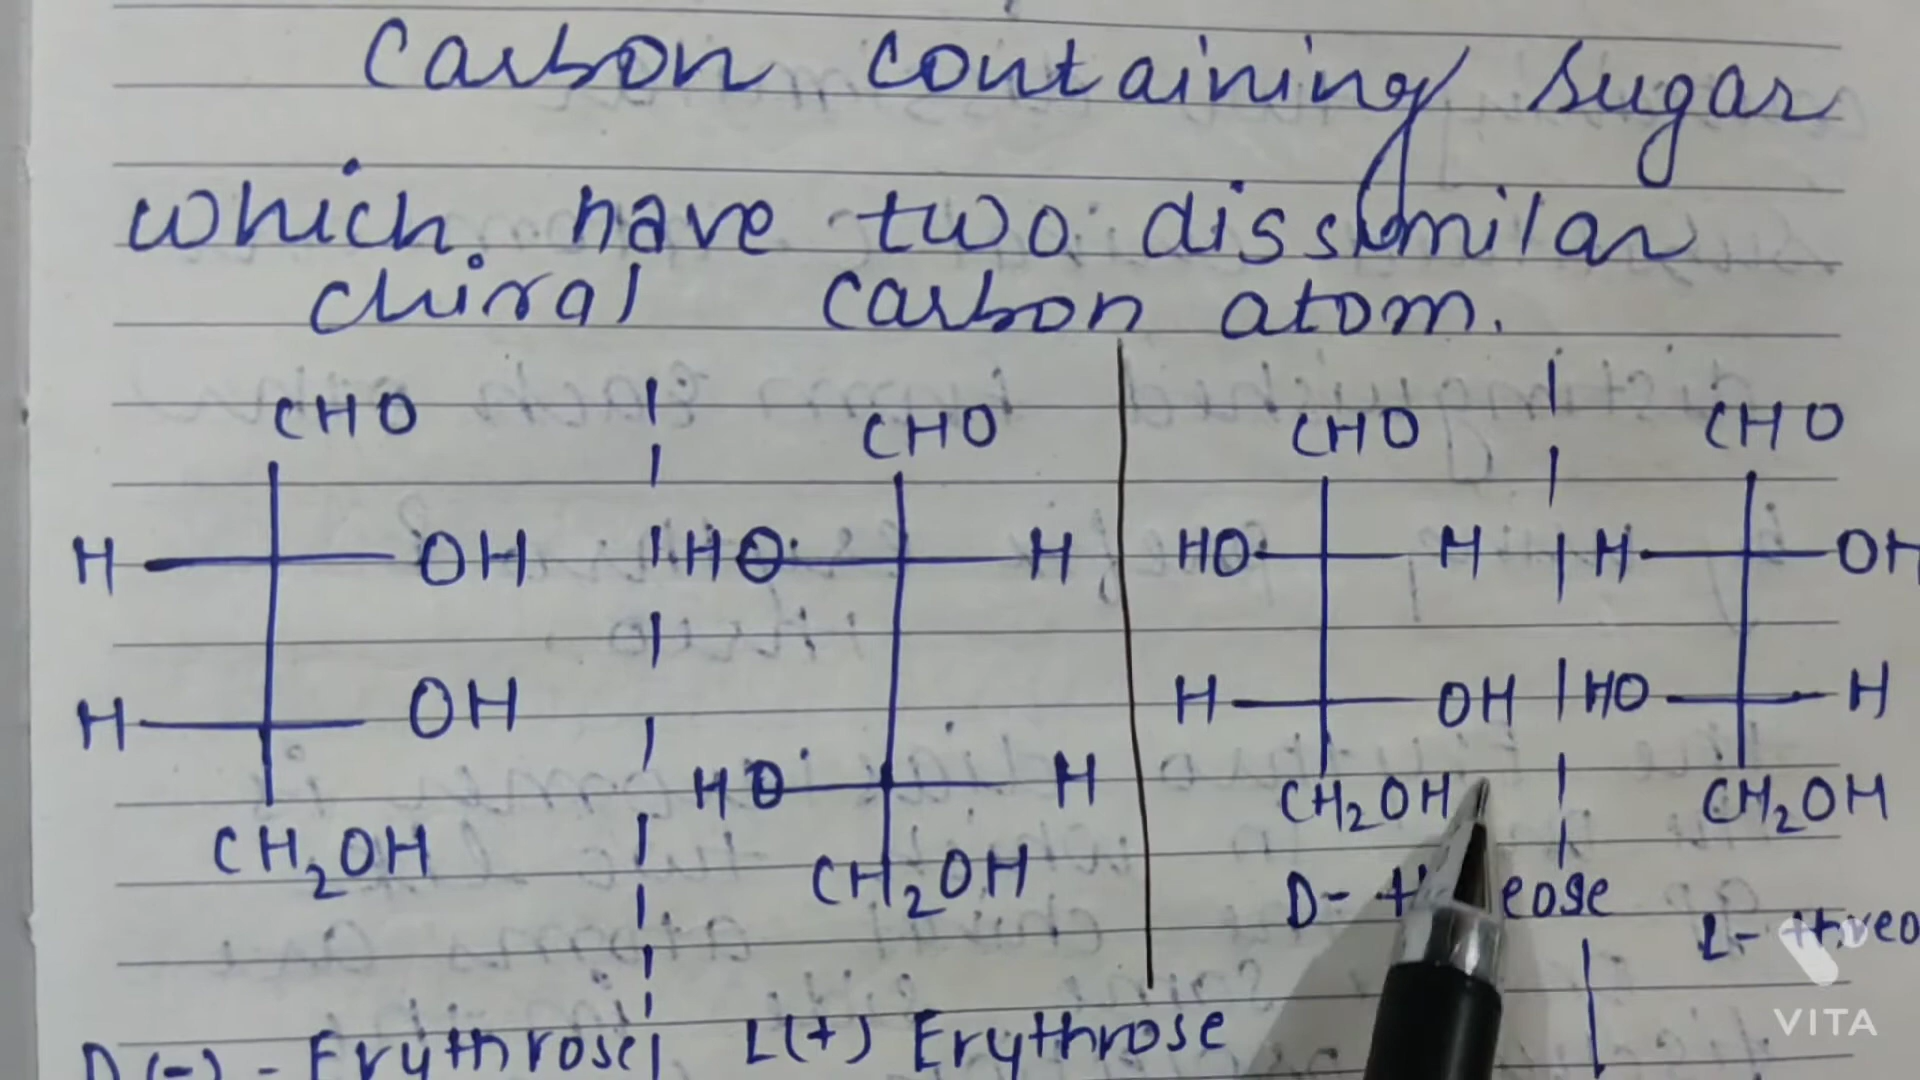 Carbon containing sugar
which have two dissimilar
chiral carbon atom.
CHO CHO CHO CHO
H OH HO H HO H H OH
H OH HO H H OH HO H
CH2OH CH2OH CH2OH CH2OH
D- eose L- threo
D(-) - Erythrose L(+) Erythrose
VITA